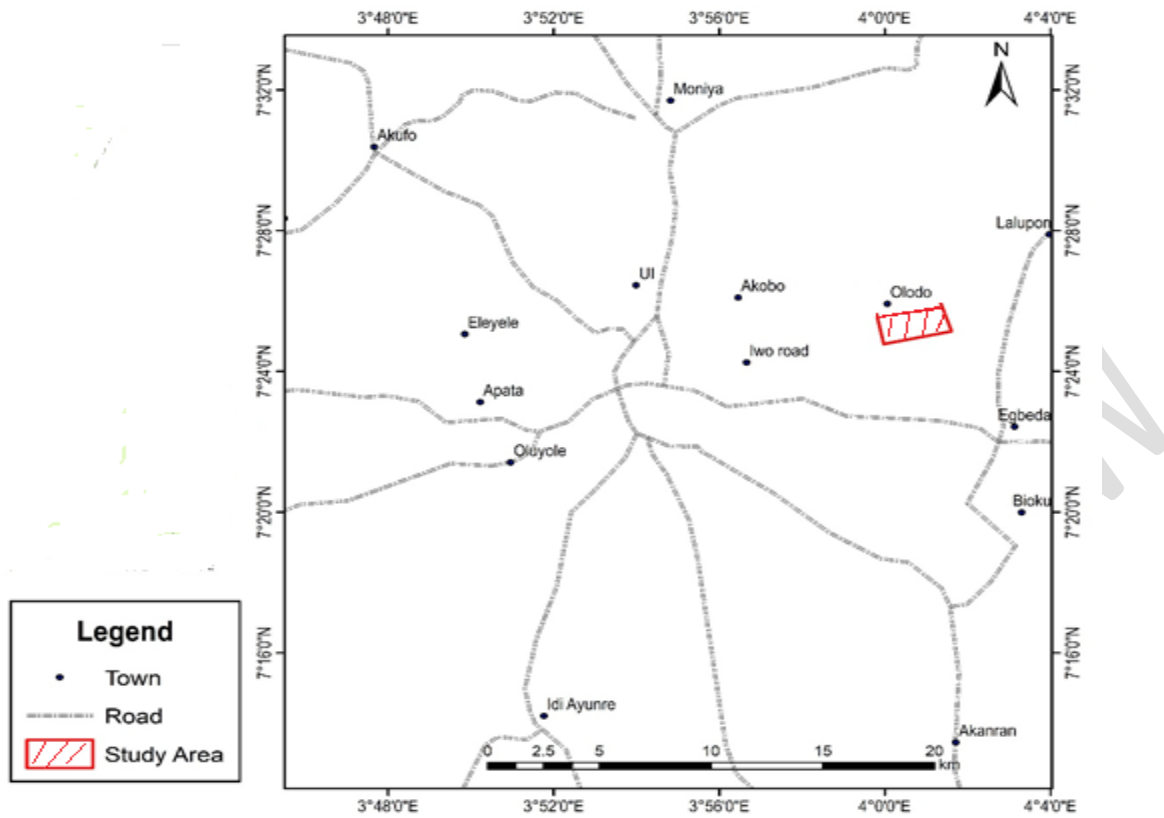 3°48'0"E 3°52'0"E 3°56'0"E 4°0'0"E 4°4'0"E
N
7°32'0"N 7°32'0"N
Moniya
Akufo
7°28'0"N Lalupon 7°28'0"N
UI
Akobo
Olodo
Eleyele
Iwo road
7°24'0"N 7°24'0"N
Apata
Egbeda
Oluyole
Bioku
7°20'0"N 7°20'0"N
7°16'0"N 7°16'0"N
Idi Ayunre
Akanran
0 2.5 5 10 15 20
km
3°48'0"E 3°52'0"E 3°56'0"E 4°0'0"E 4°4'0"E
Legend
Town
Road
Study Area